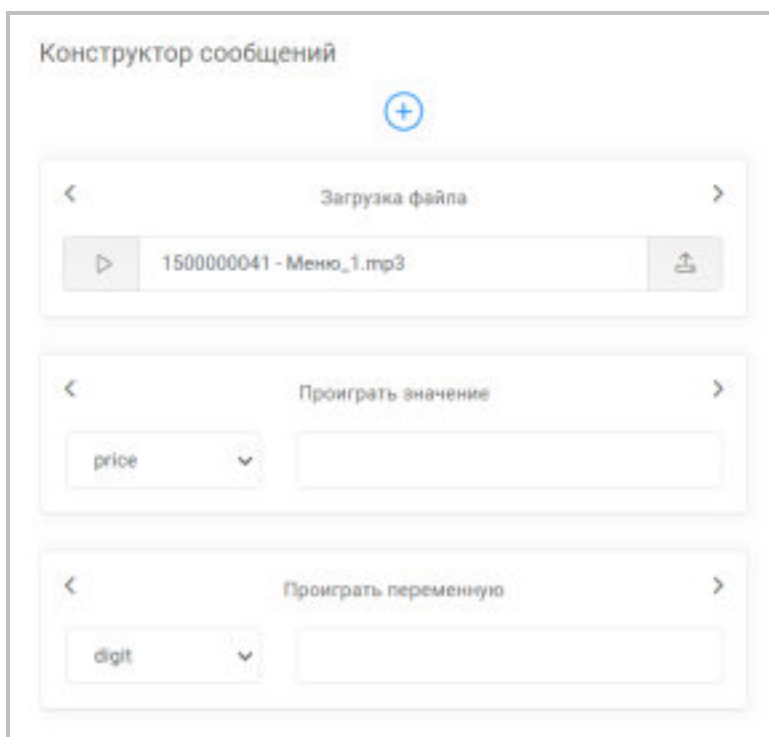 Конструктор сообщений
Загрузка файла
1500000041 - Меню_1.mp3
Проиграть значение
price
Проиграть переменную
digit